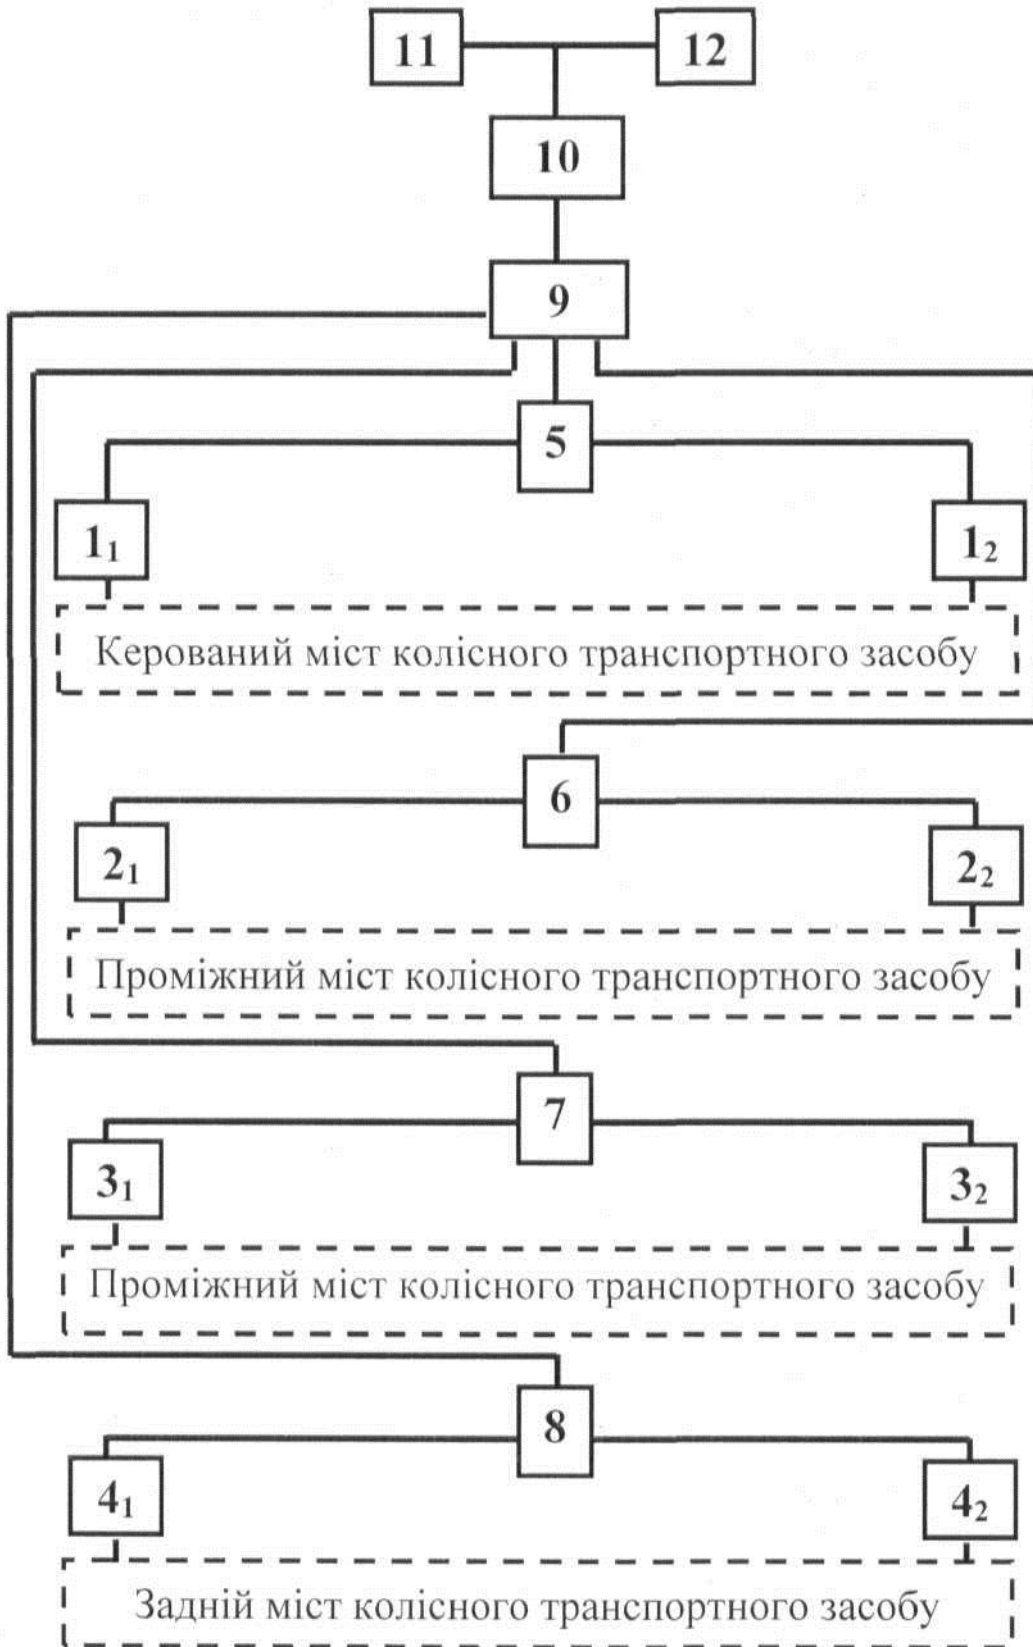 11 12
10
9
5
1₁ 1₂
Керований міст колісного транспортного засобу
6
2₁ 2₂
Проміжний міст колісного транспортного засобу
7
3₁ 3₂
Проміжний міст колісного транспортного засобу
8
4₁ 4₂
Задній міст колісного транспортного засобу